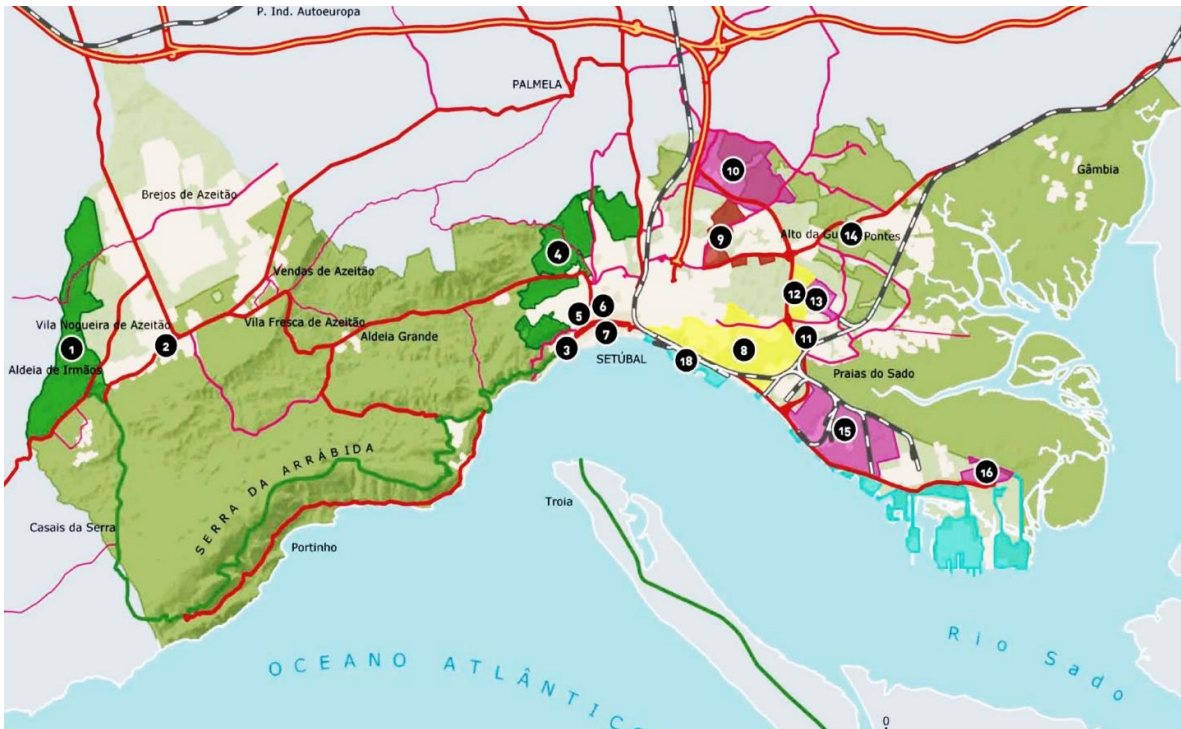 P. Ind. Autoeuropa
PALMELA
Gâmbia
10
Brejos de Azeitão
9
Alto da Gu
14
Pontes
4
Vendas de Azeitão
12
13
6
5
Vila Nogueira de Azeitão
Vila Fresca de Azeitão
Aldeia Grande
7
11
1
2
3
SETÚBAL
18
8
Aldeia de Irmãos
Praias do Sado
15
SERRA DA ARRÁBIDA
16
Troia
Casais da Serra
Portinho
Rio Sado
OCEANO ATLÂNTICO
0